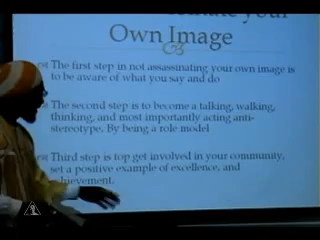 your
Own Image
The first step in not assassinating your own image is
to be aware of what you say and do
The second step is to become a talking, walking,
thinking, and most importantly acting anti-
stereotype. By being a role model
Third step is top get involved in your community,
set a positive example of excellence, and
achievement.